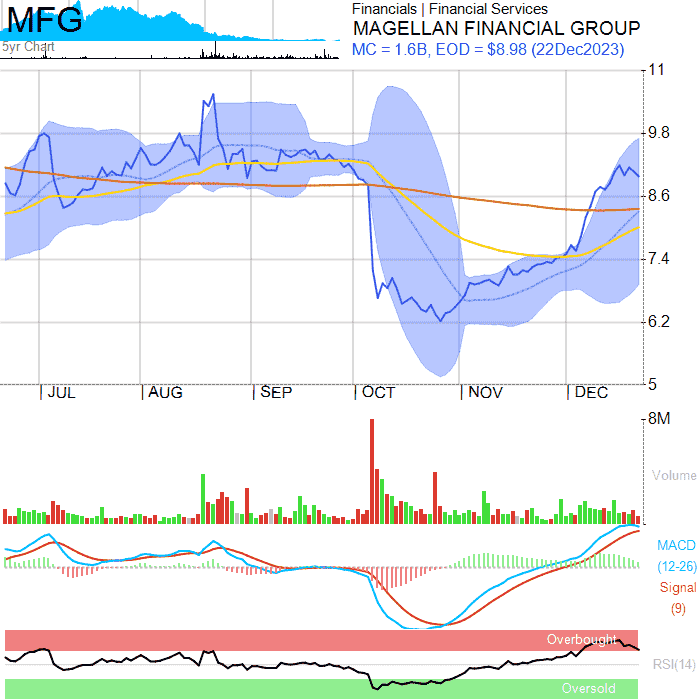 MFG
5yr Chart
Financials | Financial Services
MAGELLAN FINANCIAL GROUP
MC = 1.6B, EOD = $8.98 (22Dec2023)
11
9.8
8.6
7.4
6.2
5
| JUL | AUG | SEP | OCT | NOV | DEC
8M
Volume
MACD
(12-26)
Signal
(9)
Overbought
RSI(14)
Oversold